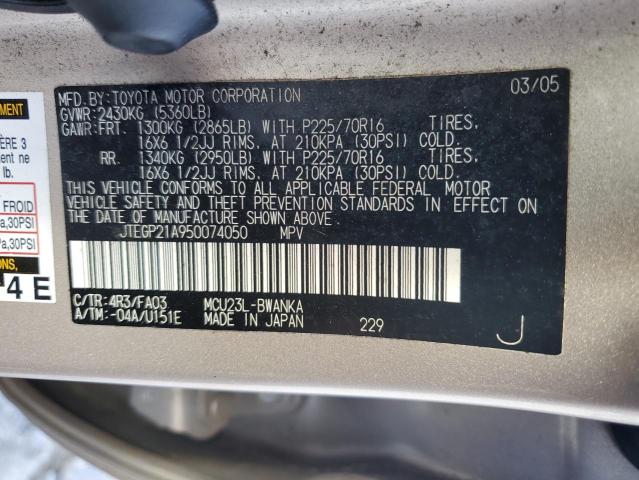 03/05
MFD.BY:TOYOTA MOTOR CORPORATION
GVWR:2430KG (5360LB)
GAWR:FRT. 1300KG (2865LB) WITH P225/70R16 TIRES,
16X6 1/2JJ RIMS, AT 210KPA (30PSI) COLD.
RR. 1340KG (2950LB) WITH P225/70R16 TIRES,
16X6 1/2JJ RIMS, AT 210KPA (30PSI) COLD.
THIS VEHICLE CONFORMS TO ALL APPLICABLE FEDERAL MOTOR
VEHICLE SAFETY AND THEFT PREVENTION STANDARDS IN EFFECT ON
THE DATE OF MANUFACTURE SHOWN ABOVE.
JTEGP21A950074050 MPV
C/TR:4R3/FA03 MCU23L-BWANKA
A/TM:-04A/U151E MADE IN JAPAN 229 J
ÈRE 3
lb.
FROID
a,30PSI
a,30PSI
4 E